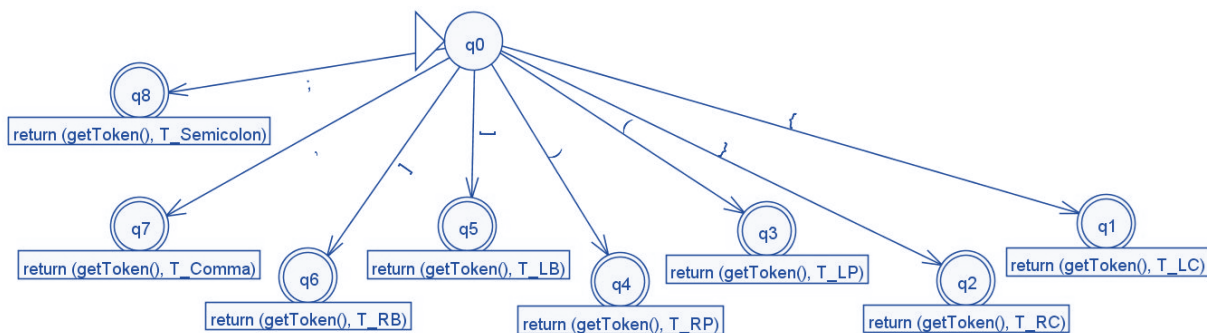 q0
q8
;
return (getToken(), T_Semicolon)
{
,
]
[
)
(
}
q7
return (getToken(), T_Comma)
q5
return (getToken(), T_LB)
q3
return (getToken(), T_LP)
q1
return (getToken(), T_LC)
q6
return (getToken(), T_RB)
q4
return (getToken(), T_RP)
q2
return (getToken(), T_RC)